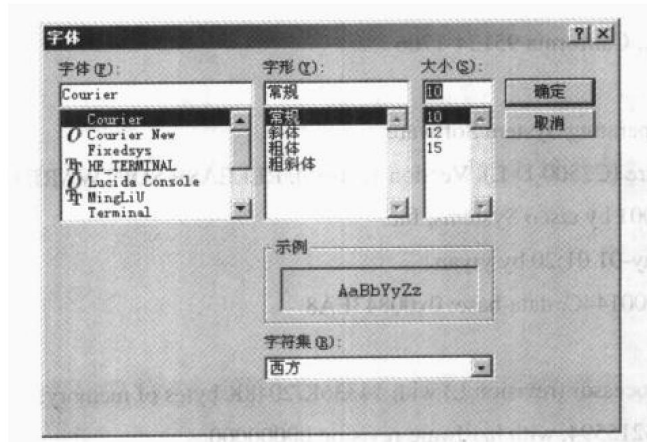 字体
字体(F):
字形(Y):
大小(S):
Courier
常规
10
确定
取消
Courier
Courier New
Fixedsys
HE_TERMINAL
Lucida Console
MingLiU
Terminal
常规
斜体
粗体
粗斜体
10
12
15
示例
AaBbYyZz
字符集(R):
西方